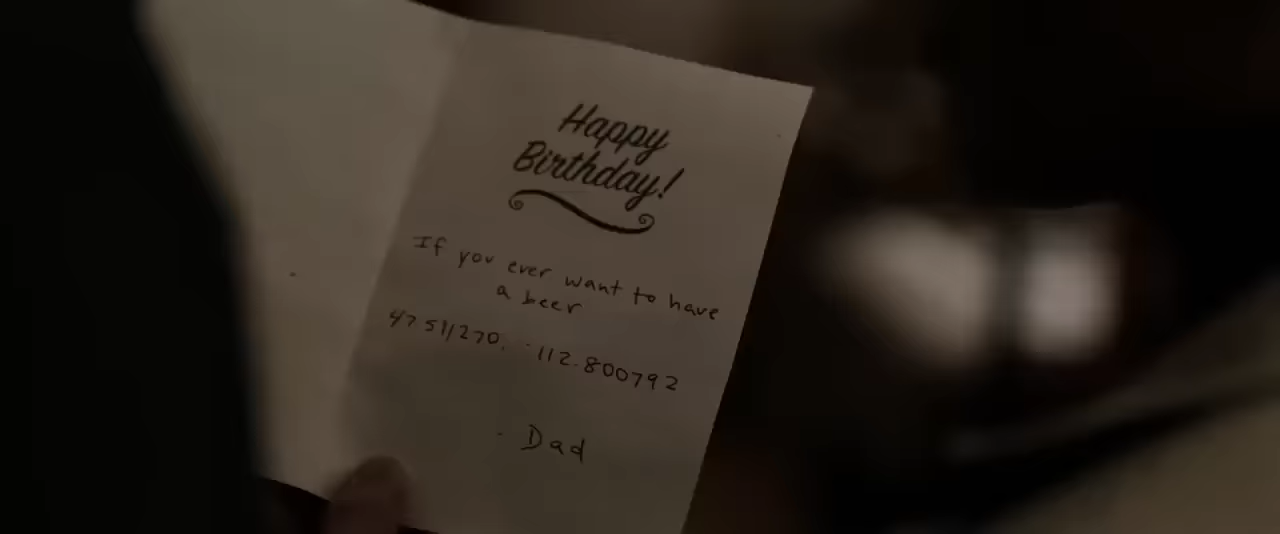 Happy
Birthday!
If you ever want to have
a beer
47.511270, -112.800792
- Dad